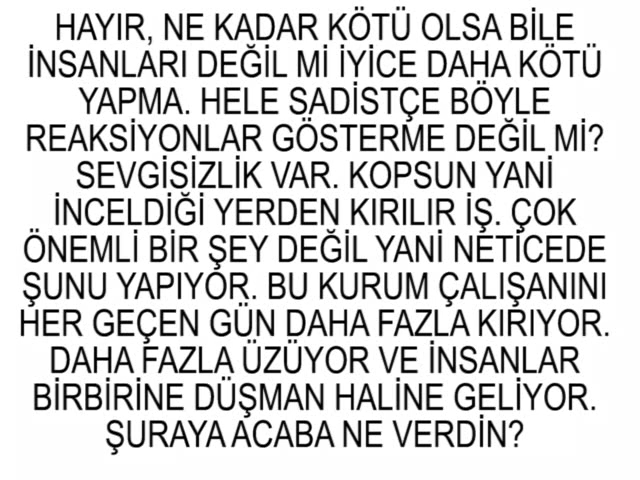 HAYIR, NE KADAR KÖTÜ OLSA BİLE
İNSANLARI DEĞİL Mİ İYİCE DAHA KÖTÜ
YAPMA. HELE SADİSTÇE BÖYLE
REAKSİYONLAR GÖSTERME DEĞİL Mİ?
SEVGİSİZLİK VAR. KOPSUN YANİ
İNCELDİĞİ YERDEN KIRILIR İŞ. ÇOK
ÖNEMLİ BİR ŞEY DEĞİL YANİ NETİCEDE
ŞUNU YAPIYOR. BU KURUM ÇALIŞANINI
HER GEÇEN GÜN DAHA FAZLA KIRIYOR.
DAHA FAZLA ÜZÜYOR VE İNSANLAR
BİRBİRİNE DÜŞMAN HALİNE GELİYOR.
ŞURAYA ACABA NE VERDİN?